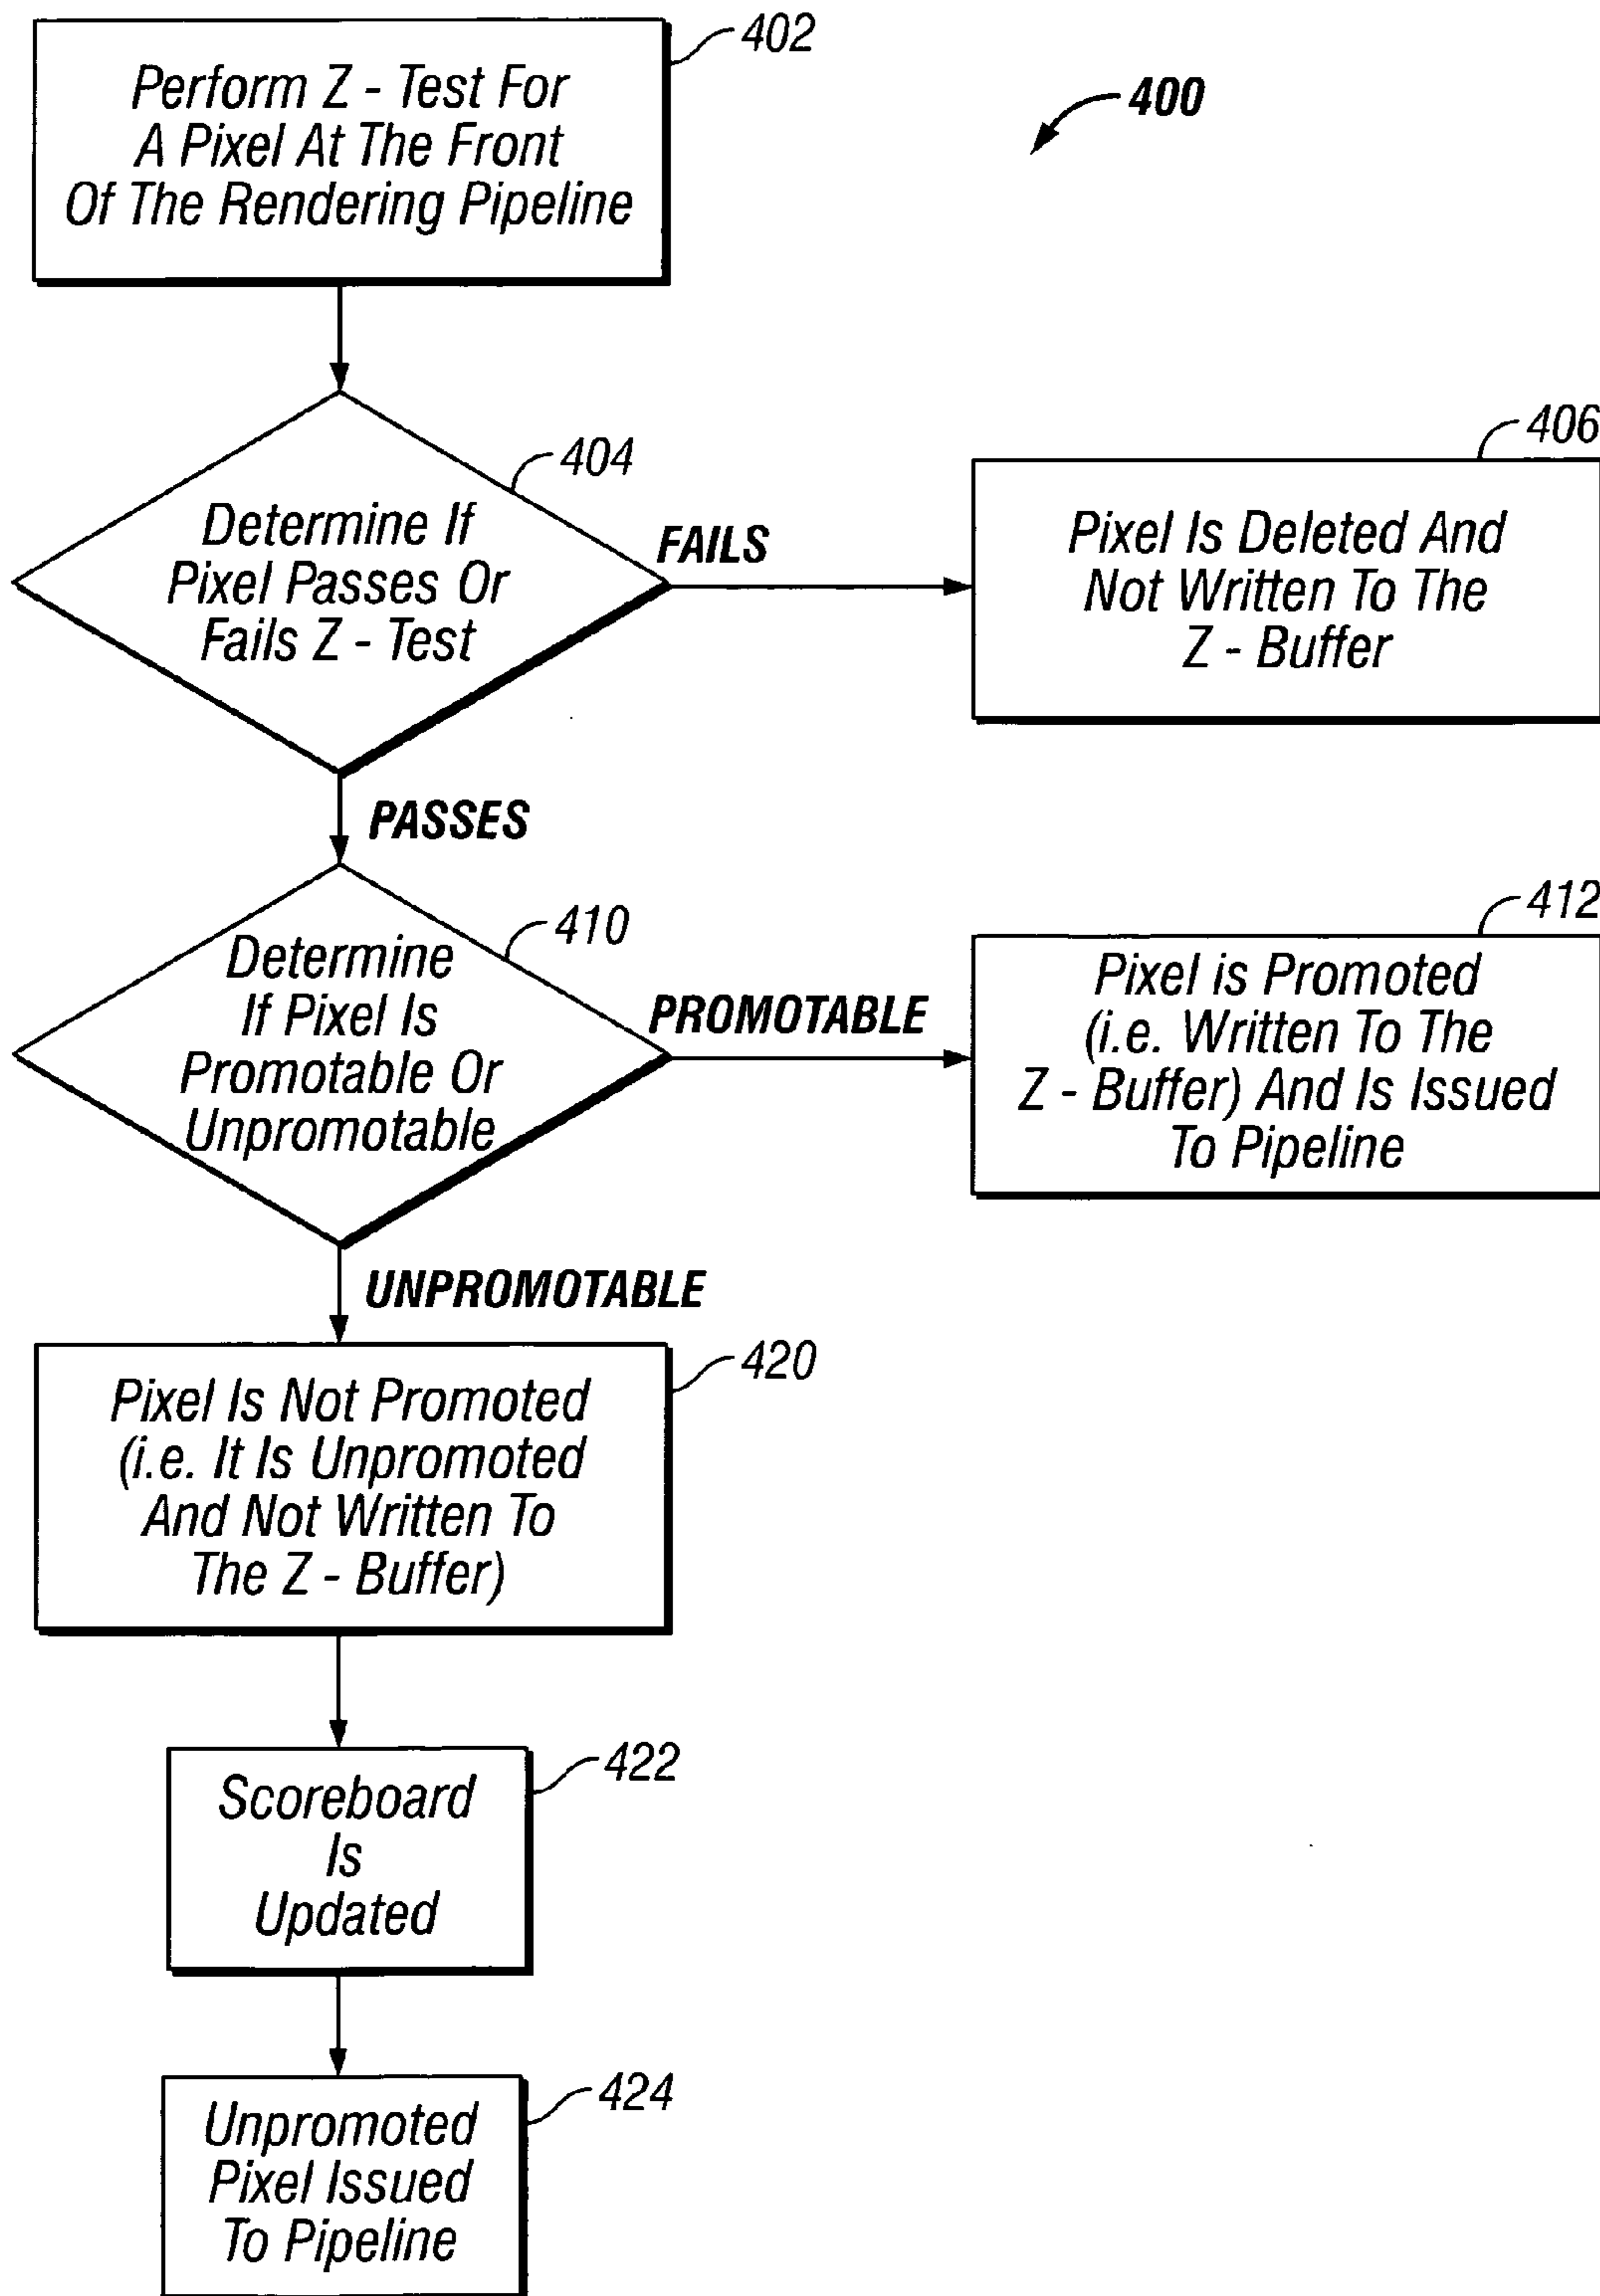 402
Perform Z - Test For
A Pixel At The Front
Of The Rendering Pipeline
400
404
Determine If
Pixel Passes Or
Fails Z - Test
FAILS
406
Pixel Is Deleted And
Not Written To The
Z - Buffer
PASSES
410
Determine
If Pixel Is
Promotable Or
Unpromotable
PROMOTABLE
412
Pixel is Promoted
(i.e. Written To The
Z - Buffer) And Is Issued
To Pipeline
UNPROMOTABLE
420
Pixel Is Not Promoted
(i.e. It Is Unpromoted
And Not Written To
The Z - Buffer)
422
Scoreboard
Is
Updated
424
Unpromoted
Pixel Issued
To Pipeline